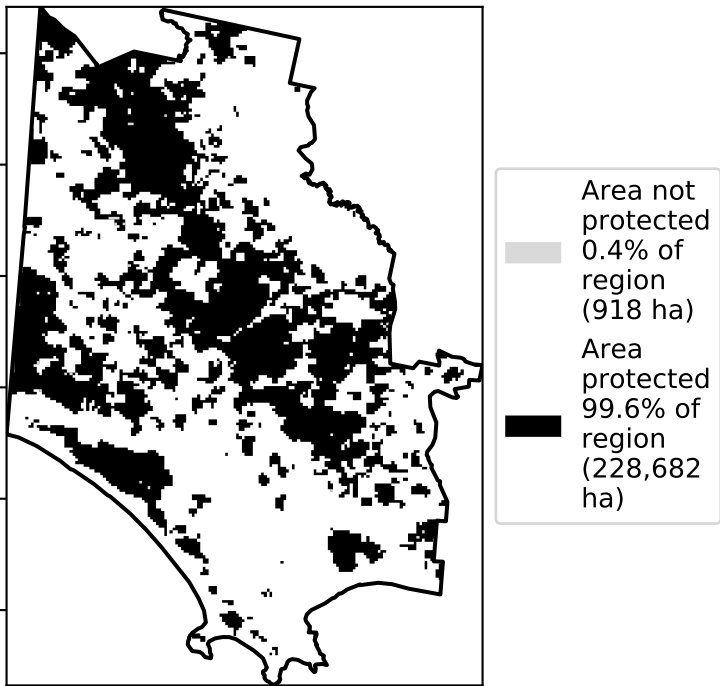 Area not
protected
0.4% of
region
(918 ha)
Area
protected
99.6% of
region
(228,682
ha)